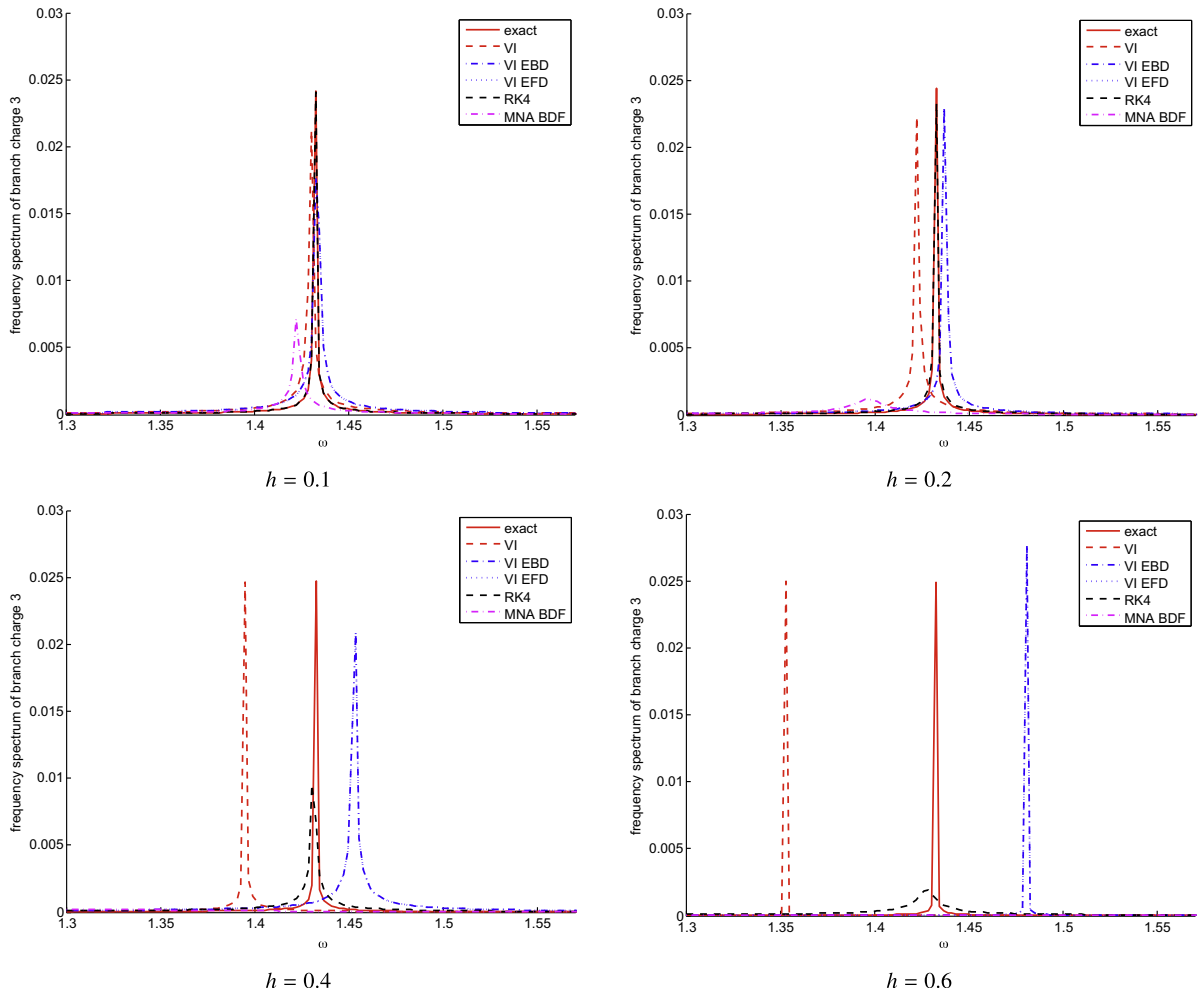 frequency spectrum of branch charge 3
0.03
0.025
0.02
0.015
0.01
0.005
0
1.3
1.35
1.4
1.45
1.5
1.55
ω
exact
VI
VI EBD
VI EFD
RK4
MNA BDF
h = 0.1
frequency spectrum of branch charge 3
0.03
0.025
0.02
0.015
0.01
0.005
0
1.3
1.35
1.4
1.45
1.5
1.55
ω
exact
VI
VI EBD
VI EFD
RK4
MNA BDF
h = 0.2
frequency spectrum of branch charge 3
0.03
0.025
0.02
0.015
0.01
0.005
0
1.3
1.35
1.4
1.45
1.5
1.55
ω
exact
VI
VI EBD
VI EFD
RK4
MNA BDF
h = 0.4
frequency spectrum of branch charge 3
0.03
0.025
0.02
0.015
0.01
0.005
0
1.3
1.35
1.4
1.45
1.5
1.55
ω
exact
VI
VI EBD
VI EFD
RK4
MNA BDF
h = 0.6